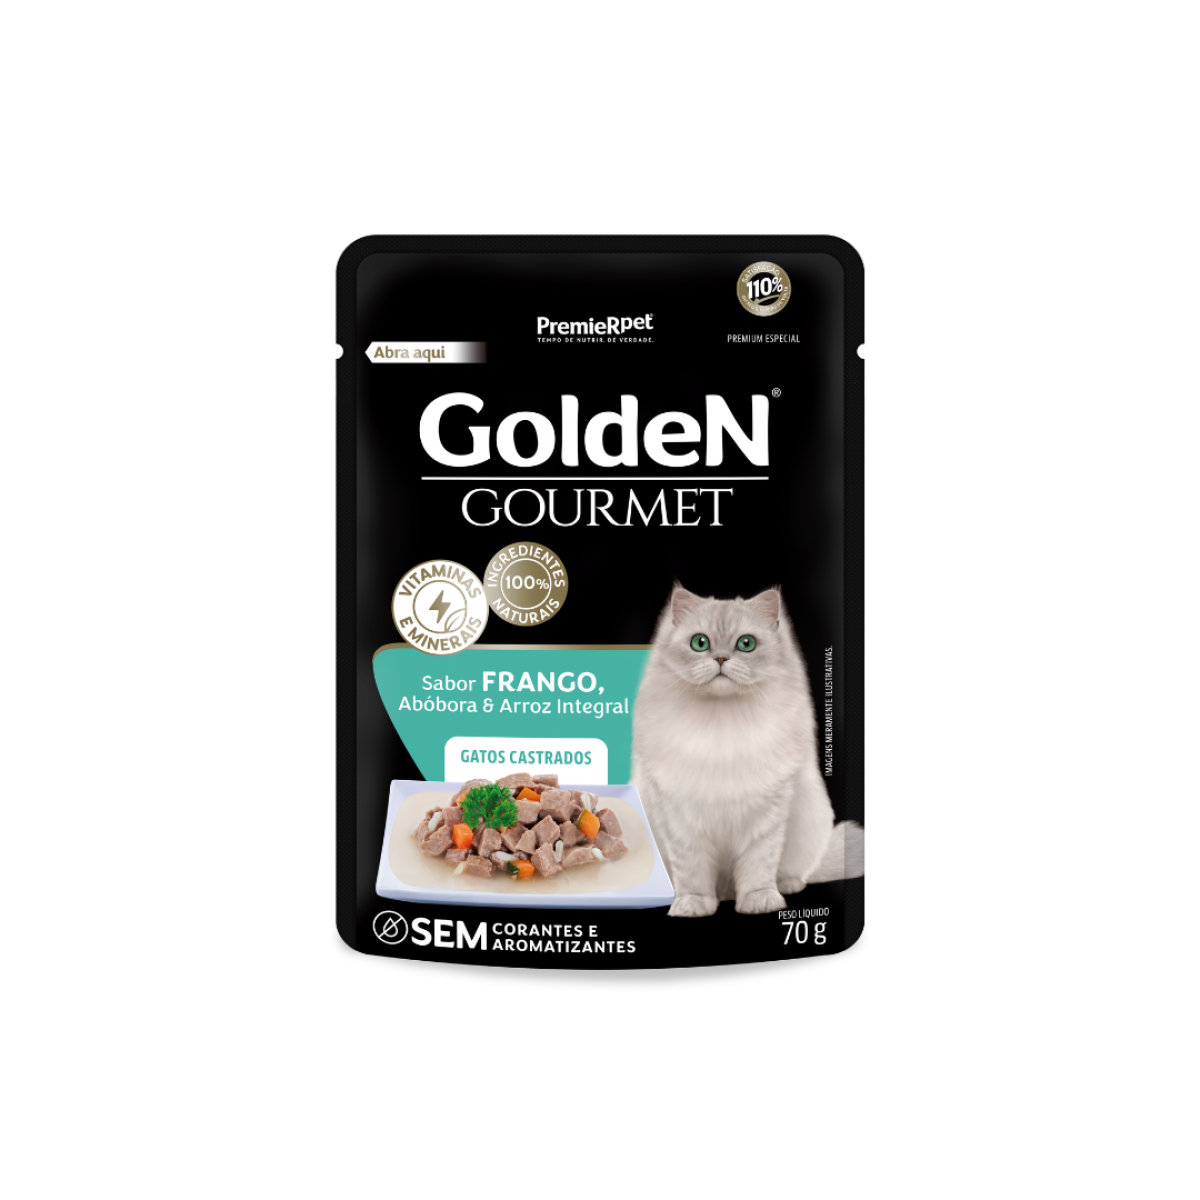 SATISFAÇÃO
110%
PremieRpet®
TEMPO DE NUTRIR. DE VERDADE.
PREMIUM ESPECIAL
Abra aqui
GoldeN®
GOURMET
VITAMINAS
E MINERAIS
INGREDIENTES
100%
NATURAIS
Sabor FRANGO,
Abóbora & Arroz Integral
GATOS CASTRADOS
IMAGENS MERAMENTE ILUSTRATIVAS.
SEM CORANTES E
AROMATIZANTES
PESO LÍQUIDO
70 g